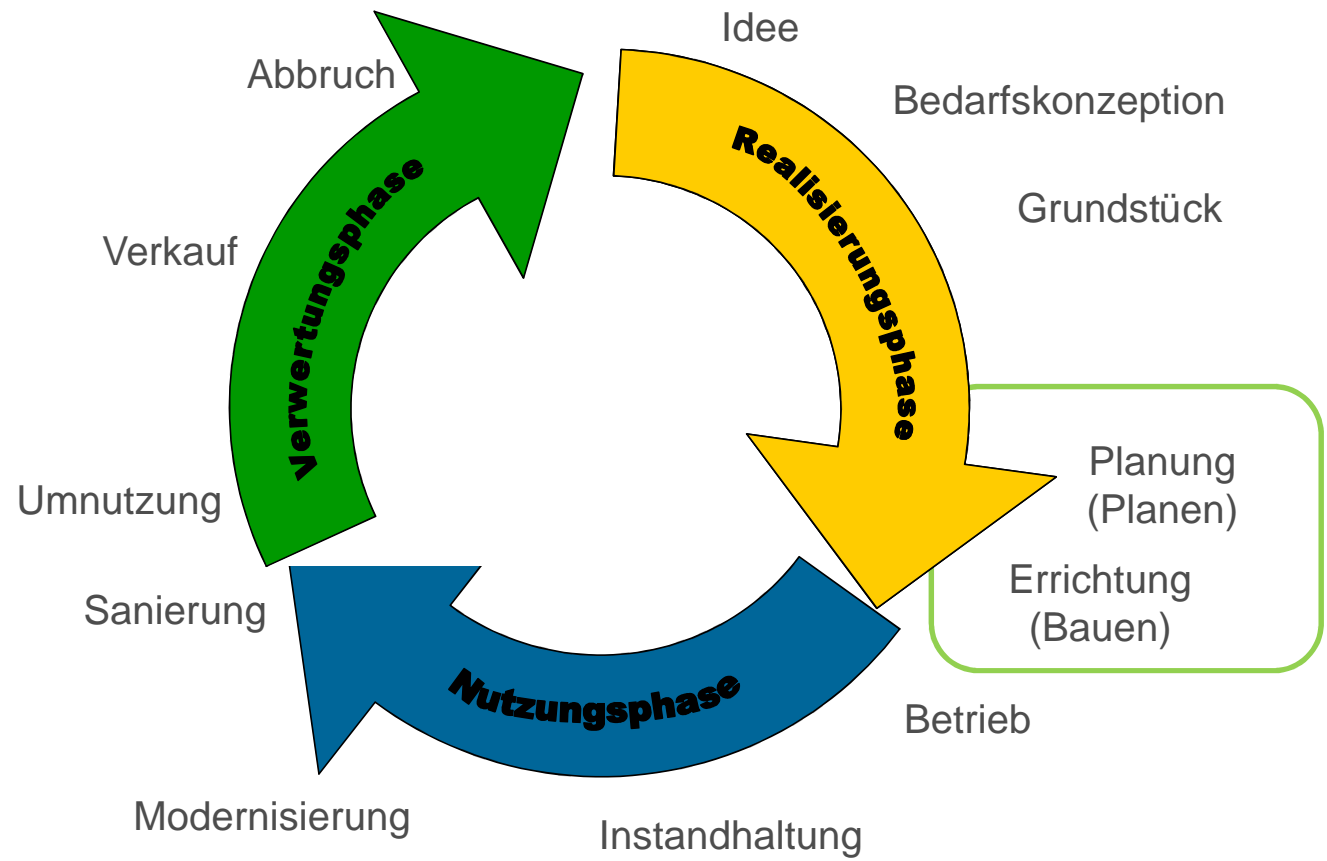 Idee
Bedarfskonzeption
Grundstück
Realisierungsphase
Planung
(Planen)
Errichtung
(Bauen)
Betrieb
Instandhaltung
Nutzungsphase
Modernisierung
Sanierung
Umnutzung
Verwertungsphase
Verkauf
Abbruch